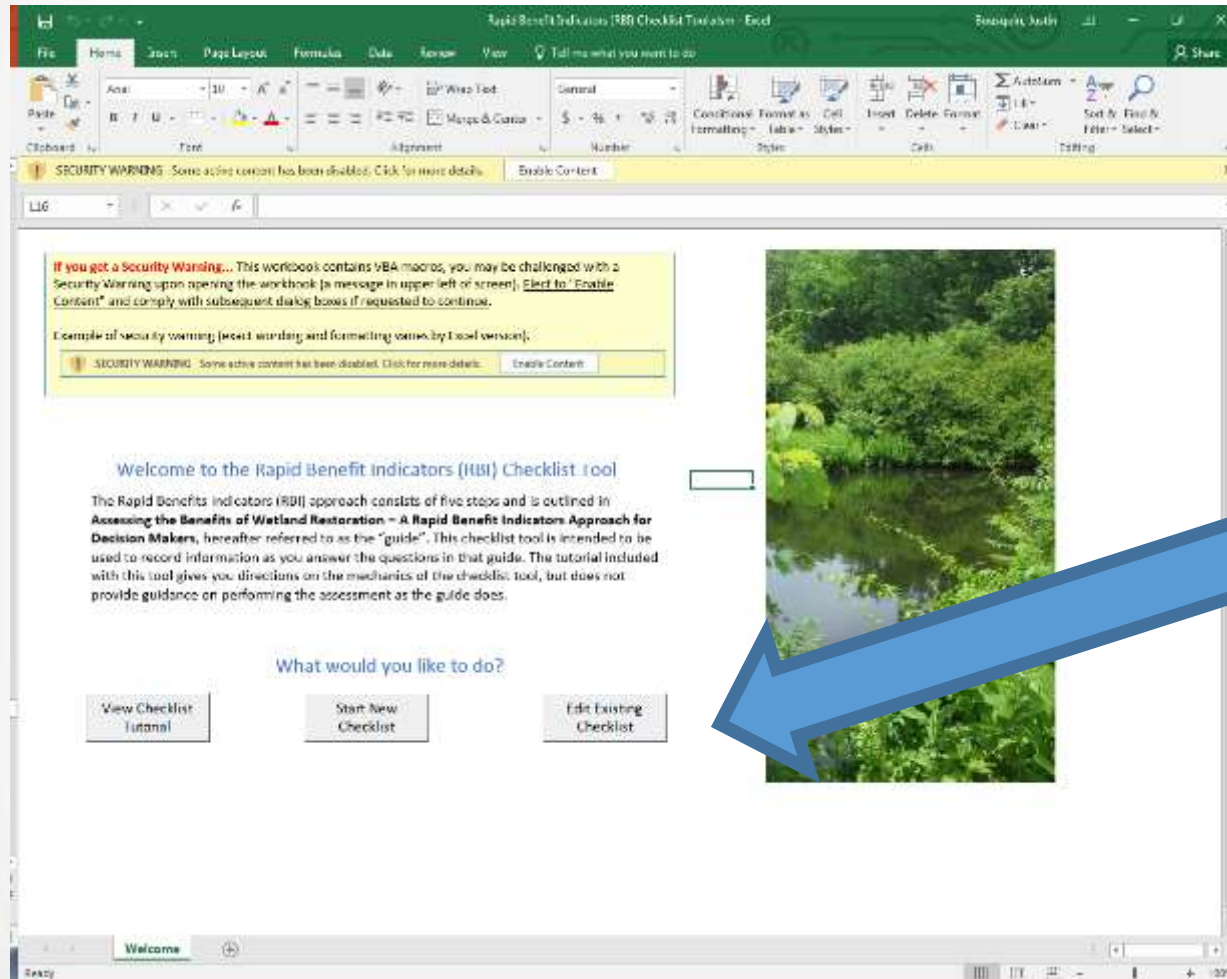 Rapid Benefit Indicators (RBI) Checklist Tool.xlsm - Excel
Bousquin, Justin
File Home Insert Page Layout Formulas Data Review View Tell me what you want to do
Share
Paste
Arial 10
B I U
Wrap Text
Merge & Center
General
$ - % ,
Conditional Formatting
Format as Table
Cell Styles
Insert Delete Format
AutoSum
Fill
Clear
Sort & Filter
Find & Select
Clipboard Font Alignment Number Styles Cells Editing
SECURITY WARNING Some active content has been disabled. Click for more details. Enable Content
L16
fx
If you get a Security Warning... This workbook contains VBA macros, you may be challenged with a
Security Warning upon opening the workbook (a message in upper left of screen). Elect to "Enable
Content" and comply with subsequent dialog boxes if requested to continue.
Example of security warning (exact wording and formatting varies by Excel version).
SECURITY WARNING Some active content has been disabled. Click for more details. Enable Content
Welcome to the Rapid Benefit Indicators (RBI) Checklist Tool
The Rapid Benefits Indicators (RBI) approach consists of five steps and is outlined in
Assessing the Benefits of Wetland Restoration – A Rapid Benefit Indicators Approach for
Decision Makers, hereafter referred to as the "guide". This checklist tool is intended to be
used to record information as you answer the questions in that guide. The tutorial included
with this tool gives you directions on the mechanics of the checklist tool, but does not
provide guidance on performing the assessment as the guide does.
What would you like to do?
View Checklist
Tutorial
Start New
Checklist
Edit Existing
Checklist
Welcome
Ready